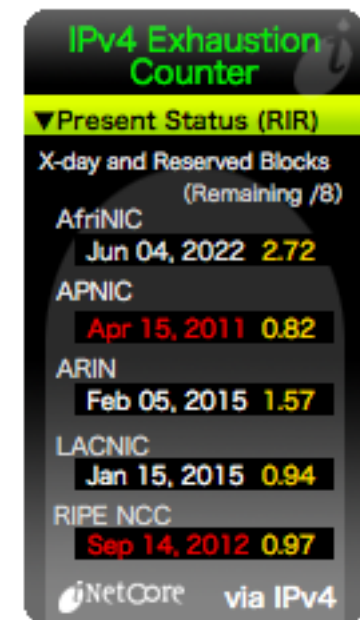 IPv4 Exhaustion
Counter
▼Present Status (RIR)
X-day and Reserved Blocks
(Remaining /8)
AfriNIC
Jun 04, 2022 2.72
APNIC
Apr 15, 2011 0.82
ARIN
Feb 05, 2015 1.57
LACNIC
Jan 15, 2015 0.94
RIPE NCC
Sep 14, 2012 0.97
iNetCore via IPv4